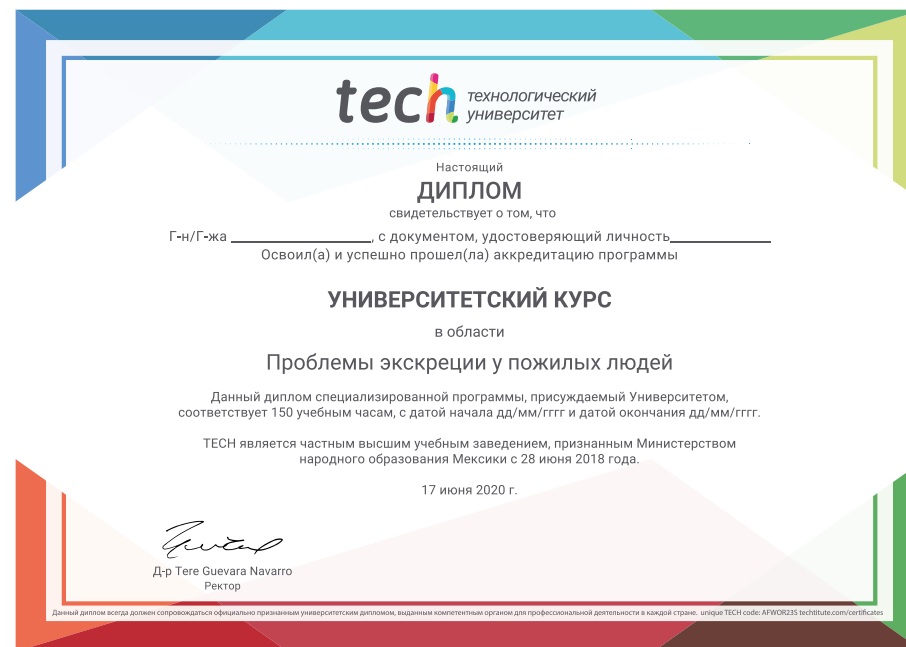 tech технологический
университет
Настоящий
ДИПЛОМ
свидетельствует о том, что
Г-н/Г-жа ____________________, с документом, удостоверяющий личность______________
Освоил(а) и успешно прошел(ла) аккредитацию программы
УНИВЕРСИТЕТСКИЙ КУРС
в области
Проблемы экскреции у пожилых людей
Данный диплом специализированной программы, присуждаемый Университетом,
соответствует 150 учебным часам, с датой начала дд/мм/гггг и датой окончания дд/мм/гггг.
TECH является частным высшим учебным заведением, признанным Министерством
народного образования Мексики с 28 июня 2018 года.
17 июня 2020 г.
Д-р Tere Guevara Navarro
Ректор
Данный диплом всегда должен сопровождаться официально признанным университетским дипломом, выданным компетентным органом для профессиональной деятельности в каждой стране. unique TECH code: AFWOR23S techtitute.com/certificates